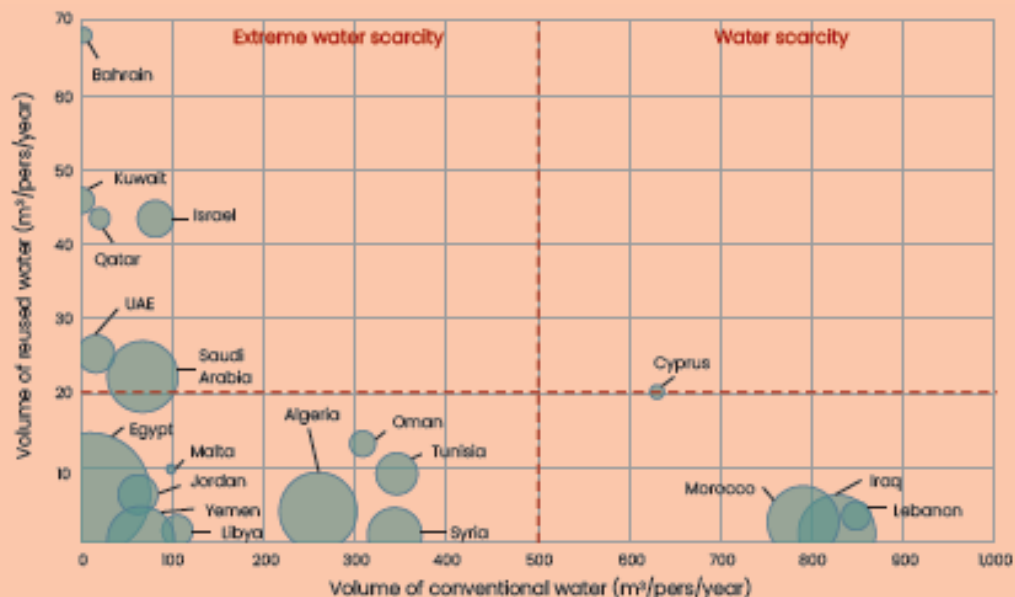 70
Extreme water scarcity
Water scarcity
Bahrain
60
50
Kuwait
Israel
Qatar
40
UAE
30
Saudi
Arabia
Cyprus
20
Algeria
Oman
Egypt
Malta
Tunisia
10
Jordan
Iraq
Morocco
Yemen
Lebanon
Libya
Syria
0 100 200 300 400 500 600 700 800 900 1,000
Volume of conventional water (m³/pers/year)
Volume of reused water (m³/pers/year)